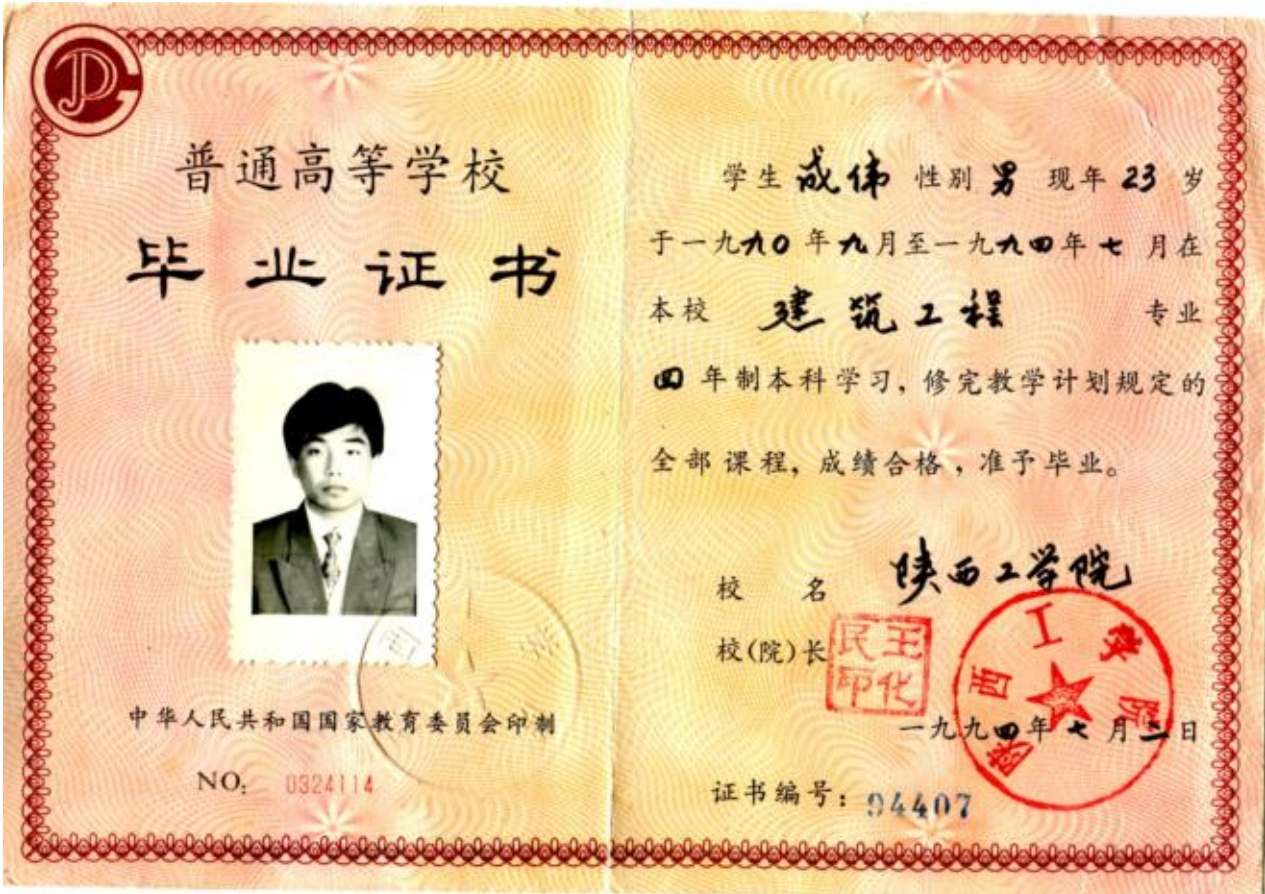 普通高等学校
毕业证书
中华人民共和国国家教育委员会印制
NO: 0324114
学生 成伟 性别 男 现年 23 岁
于一九九0年九月至一九九四年七月在
本校 建筑工程 专业
四年制本科学习,修完教学计划规定的
全部课程,成绩合格,准予毕业。
校名 陕西工学院
校(院)长 王化民印
一九九四年七月二日
陕西工学院
证书编号: 94407